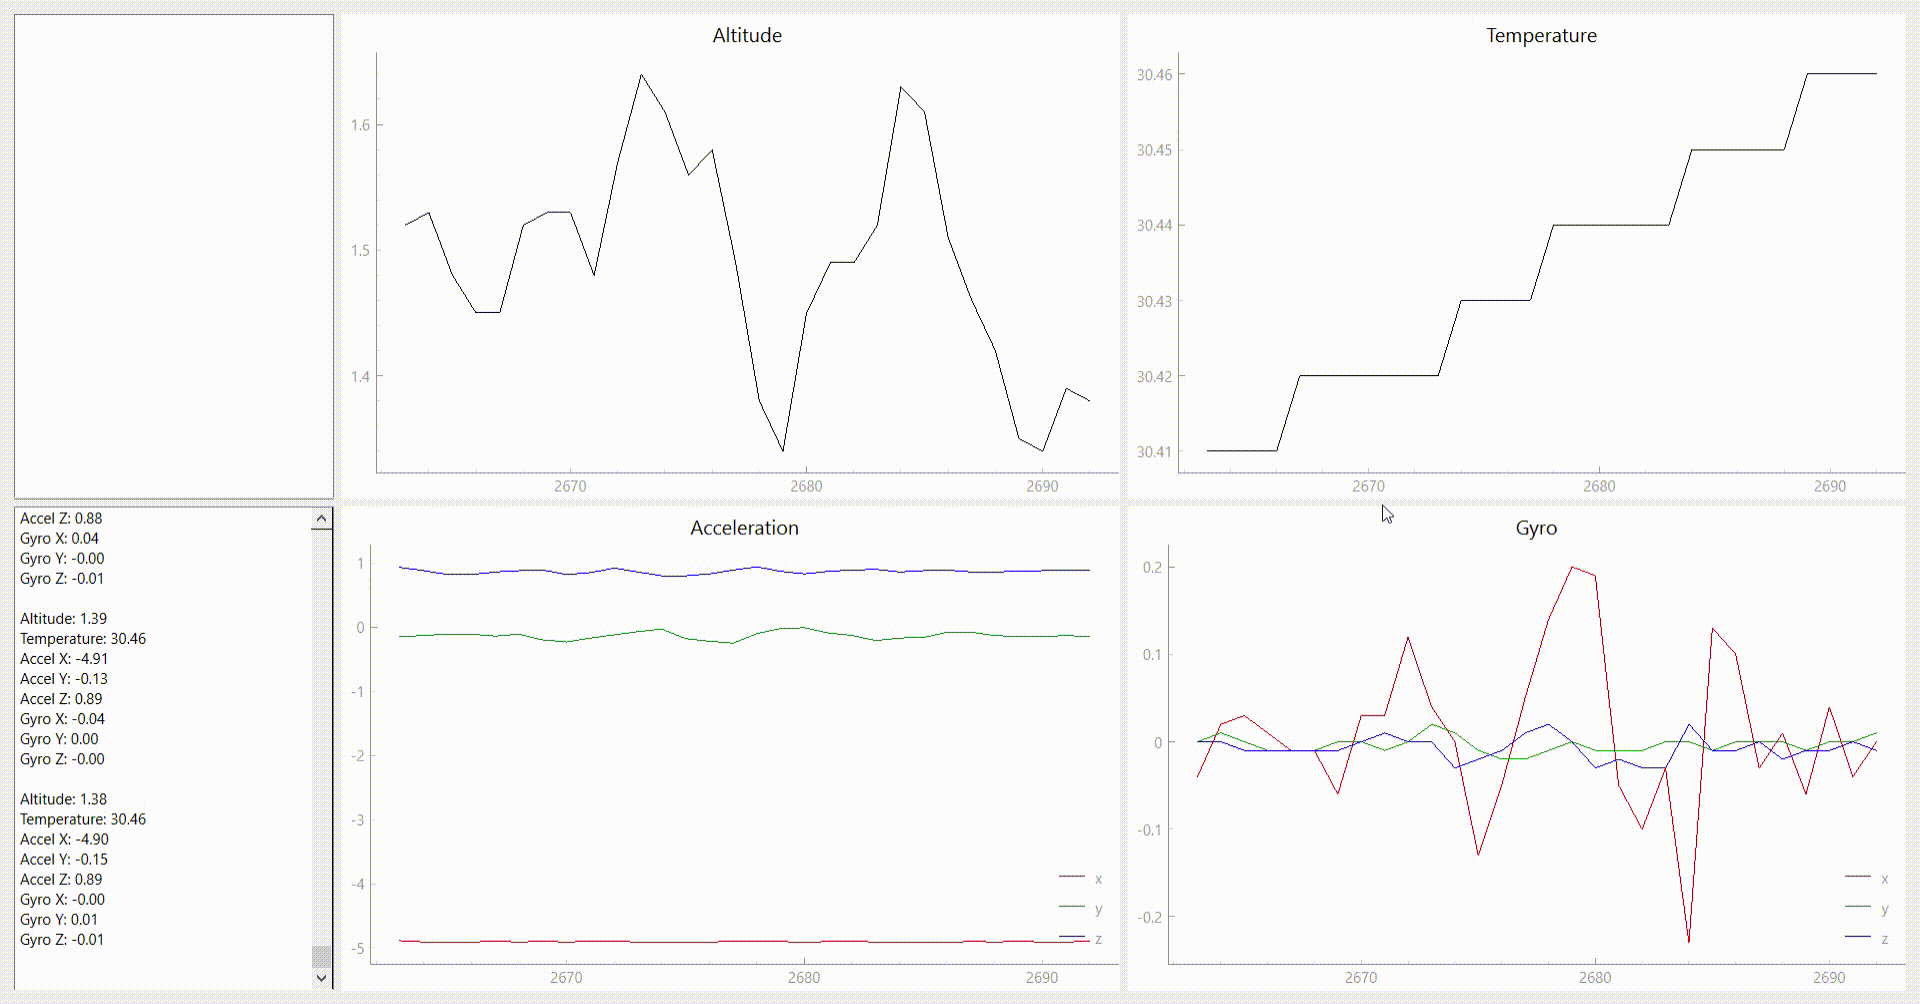 Altitude
1.6
1.5
1.4
2670
2680
2690
Temperature
30.46
30.45
30.44
30.43
30.42
30.41
2670
2680
2690
Accel Z: 0.88
Gyro X: 0.04
Gyro Y: -0.00
Gyro Z: -0.01
Altitude: 1.39
Temperature: 30.46
Accel X: -4.91
Accel Y: -0.13
Accel Z: 0.89
Gyro X: -0.04
Gyro Y: 0.00
Gyro Z: -0.00
Altitude: 1.38
Temperature: 30.46
Accel X: -4.90
Accel Y: -0.15
Accel Z: 0.89
Gyro X: -0.00
Gyro Y: 0.01
Gyro Z: -0.01
Acceleration
1
0
-1
-2
-3
-4
-5
x
y
z
2670
2680
2690
Gyro
0.2
0.1
0
-0.1
-0.2
x
y
z
2670
2680
2690